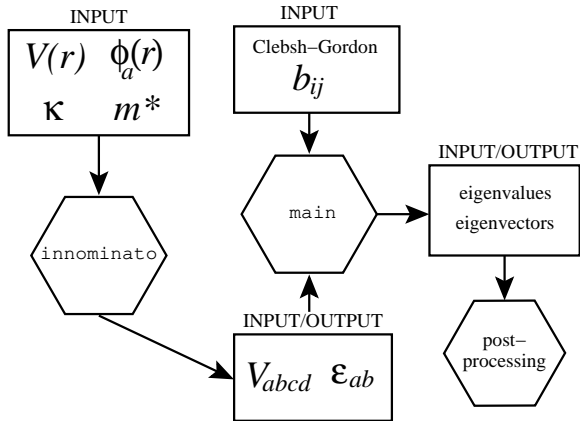 INPUT
V(r) ϕa(r)
κ m*
innominato
INPUT
Clebsh–Gordon
bij
main
INPUT/OUTPUT
Vabcd εab
INPUT/OUTPUT
eigenvalues
eigenvectors
post–
processing